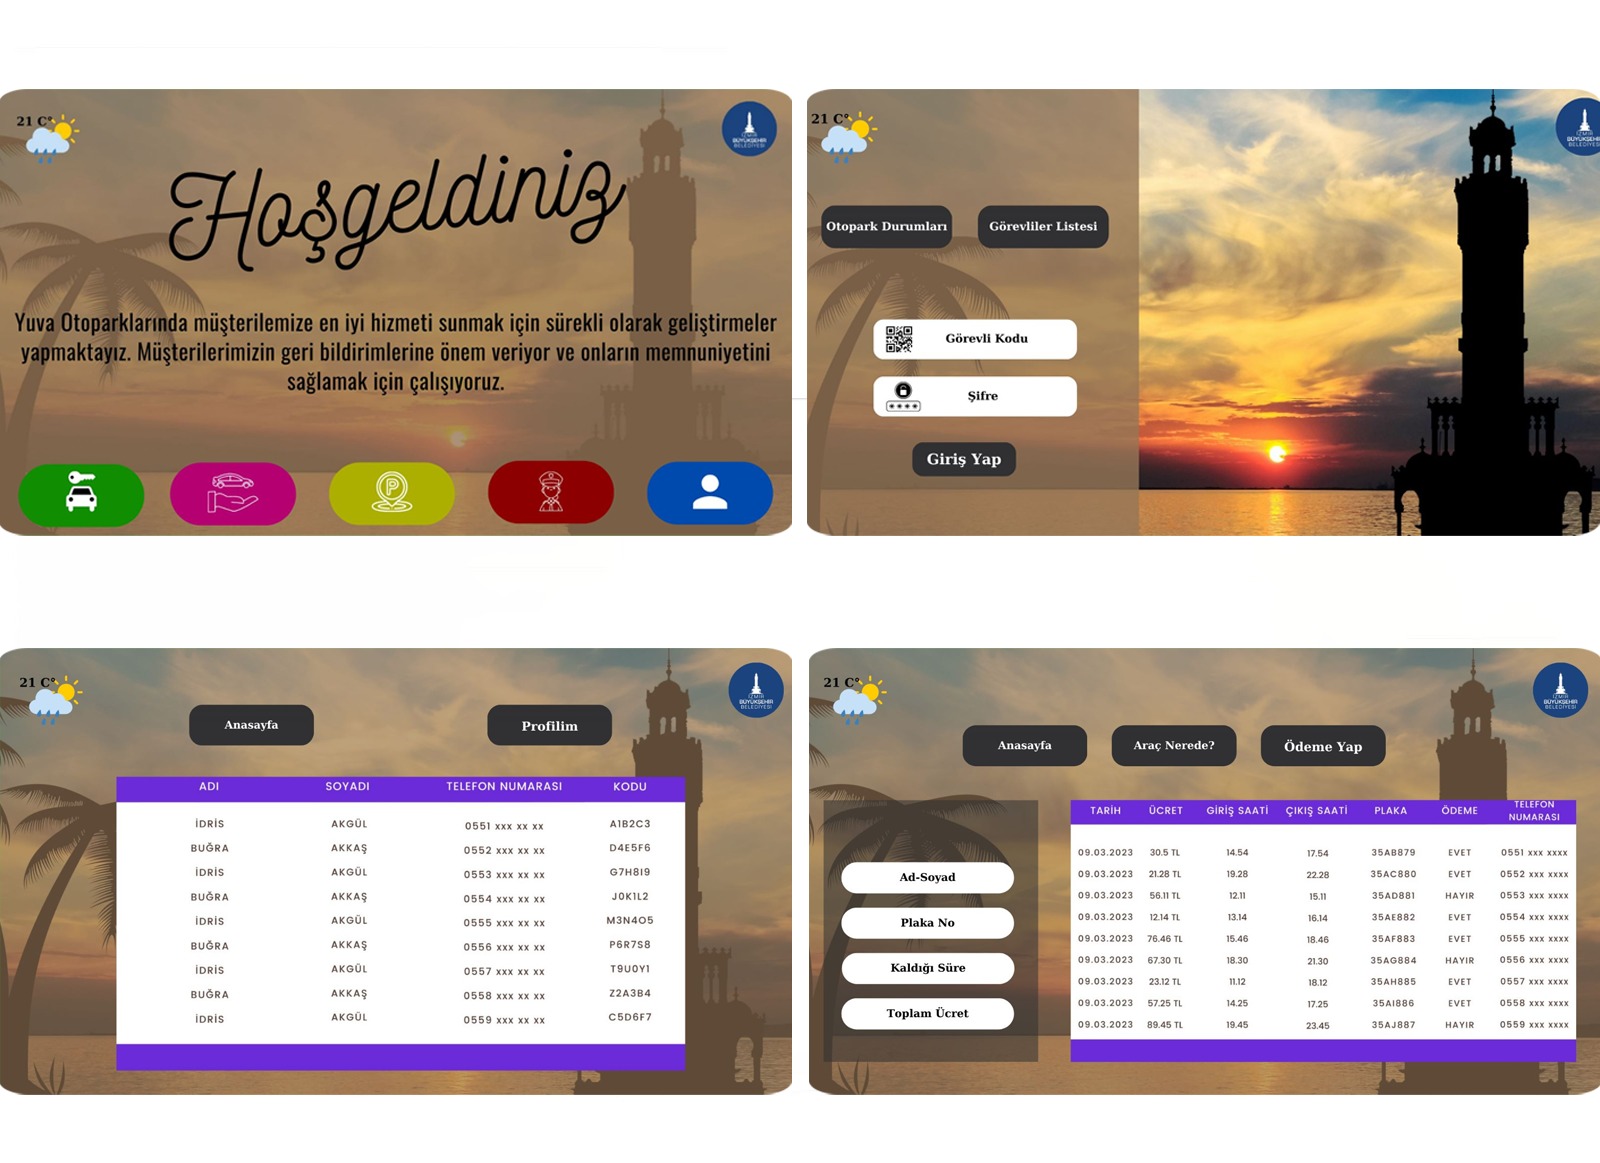 21 C°
İZMİR
BÜYÜKŞEHİR
BELEDİYESİ
Hoşgeldiniz
Yuva Otoparklarında müşterilemize en iyi hizmeti sunmak için sürekli olarak geliştirmeler
yapmaktayız. Müşterilerimizin geri bildirimlerine önem veriyor ve onların memnuniyetini
sağlamak için çalışıyoruz.
P
21 C°
İZMİR
BÜYÜKŞEHİR
BELEDİYESİ
Otopark Durumları Görevliler Listesi
Görevli Kodu
Şifre
Giriş Yap
21 C°
İZMİR
BÜYÜKŞEHİR
BELEDİYESİ
Anasayfa Profilim
ADI SOYADI TELEFON NUMARASI KODU
İDRİS AKGÜL 0551 xxx xx xx A1B2C3
BUĞRA AKKAŞ 0552 xxx xx xx D4E5F6
İDRİS AKGÜL 0553 xxx xx xx G7H8I9
BUĞRA AKKAŞ 0554 xxx xx xx J0K1L2
İDRİS AKGÜL 0555 xxx xx xx M3N4O5
BUĞRA AKKAŞ 0556 xxx xx xx P6R7S8
İDRİS AKGÜL 0557 xxx xx xx T9U0Y1
BUĞRA AKKAŞ 0558 xxx xx xx Z2A3B4
İDRİS AKGÜL 0559 xxx xx xx C5D6F7
21 C°
İZMİR
BÜYÜKŞEHİR
BELEDİYESİ
Anasayfa Araç Nerede? Ödeme Yap
Ad-Soyad
Plaka No
Kaldığı Süre
Toplam Ücret
TARİH ÜCRET GİRİŞ SAATİ ÇIKIŞ SAATİ PLAKA ÖDEME TELEFON NUMARASI
09.03.2023 30.5 TL 14.54 17.54 35AB879 EVET 0551 xxx xxxx
09.03.2023 21.28 TL 19.28 22.28 35AC880 EVET 0552 xxx xxxx
09.03.2023 56.11 TL 12.11 15.11 35AD881 HAYIR 0553 xxx xxxx
09.03.2023 12.14 TL 13.14 16.14 35AE882 EVET 0554 xxx xxxx
09.03.2023 76.46 TL 15.46 18.46 35AF883 EVET 0555 xxx xxxx
09.03.2023 67.30 TL 18.30 21.30 35AG884 HAYIR 0556 xxx xxxx
09.03.2023 23.12 TL 11.12 18.12 35AH885 EVET 0557 xxx xxxx
09.03.2023 57.25 TL 14.25 17.25 35AI886 EVET 0558 xxx xxxx
09.03.2023 89.45 TL 19.45 23.45 35AJ887 HAYIR 0559 xxx xxxx